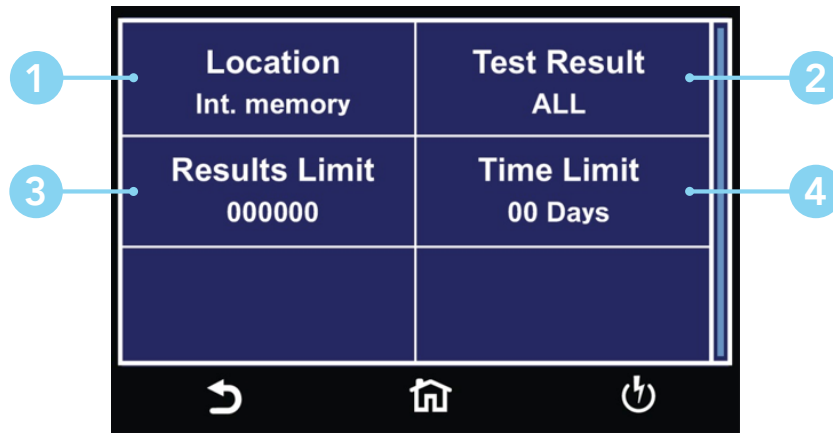 1
Location
Int. memory
Test Result
ALL
2
3
Results Limit
000000
Time Limit
00 Days
4